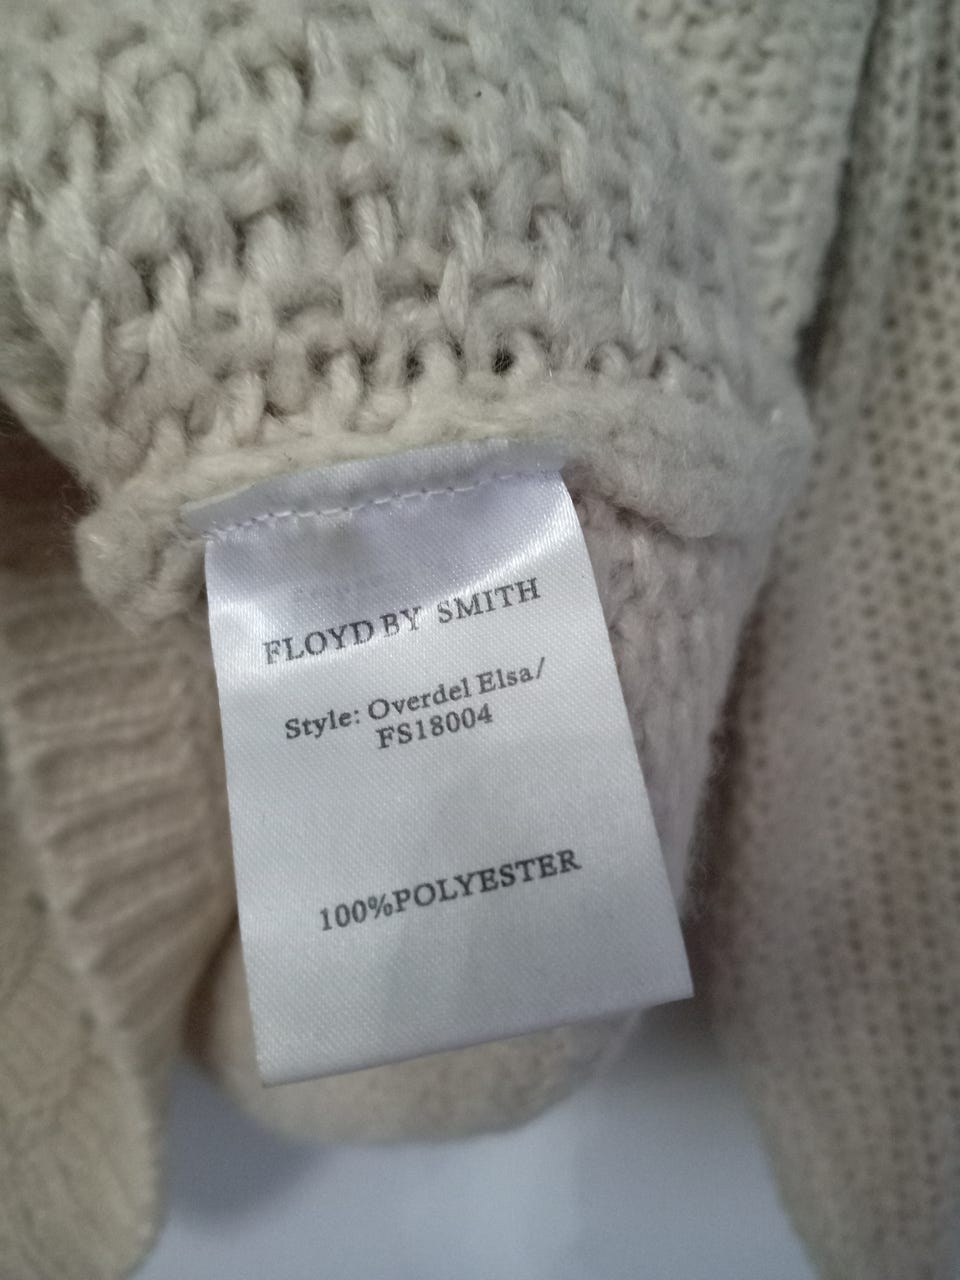 FLOYD BY SMITH
Style: Overdel Elsa/
FS18004
100%POLYESTER